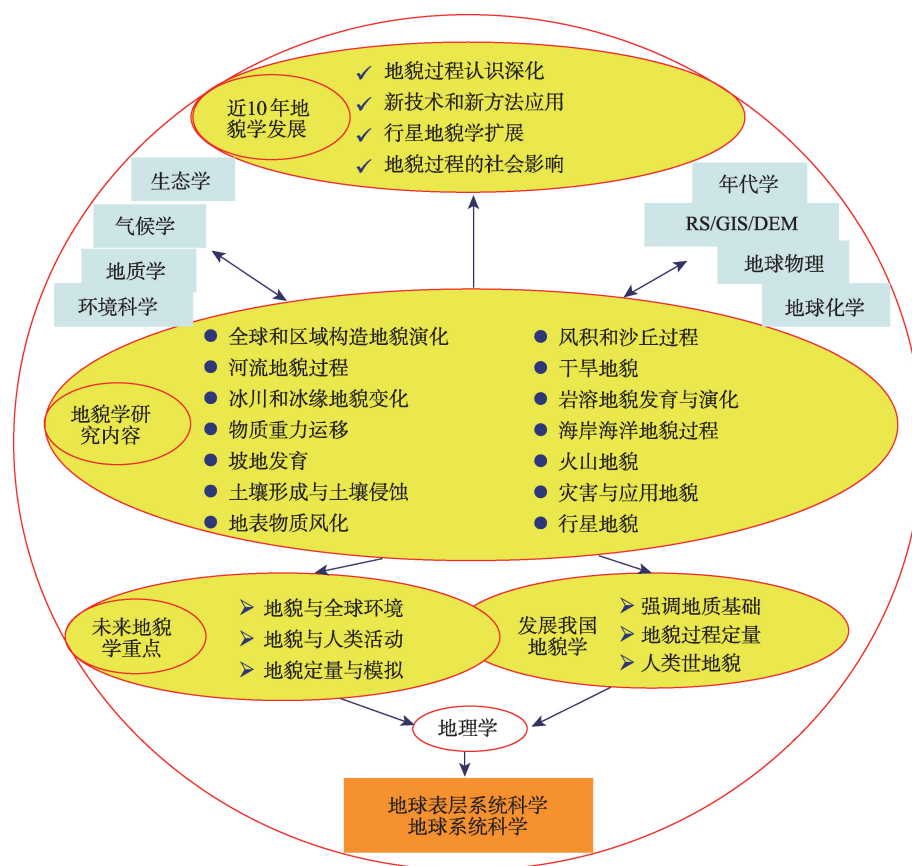 近10年地
貌学发展
地貌过程认识深化
新技术和新方法应用
行星地貌学扩展
地貌过程的社会影响
生态学
气候学
地质学
环境科学
年代学
RS/GIS/DEM
地球物理
地球化学
地貌学研
究内容
全球和区域构造地貌演化
河流地貌过程
冰川和冰缘地貌变化
物质重力运移
坡地发育
土壤形成与土壤侵蚀
地表物质风化
风积和沙丘过程
干旱地貌
岩溶地貌发育与演化
海岸海洋地貌过程
火山地貌
灾害与应用地貌
行星地貌
未来地貌
学重点
地貌与全球环境
地貌与人类活动
地貌定量与模拟
发展我国
地貌学
强调地质基础
地貌过程定量
人类世地貌
地理学
地球表层系统科学
地球系统科学